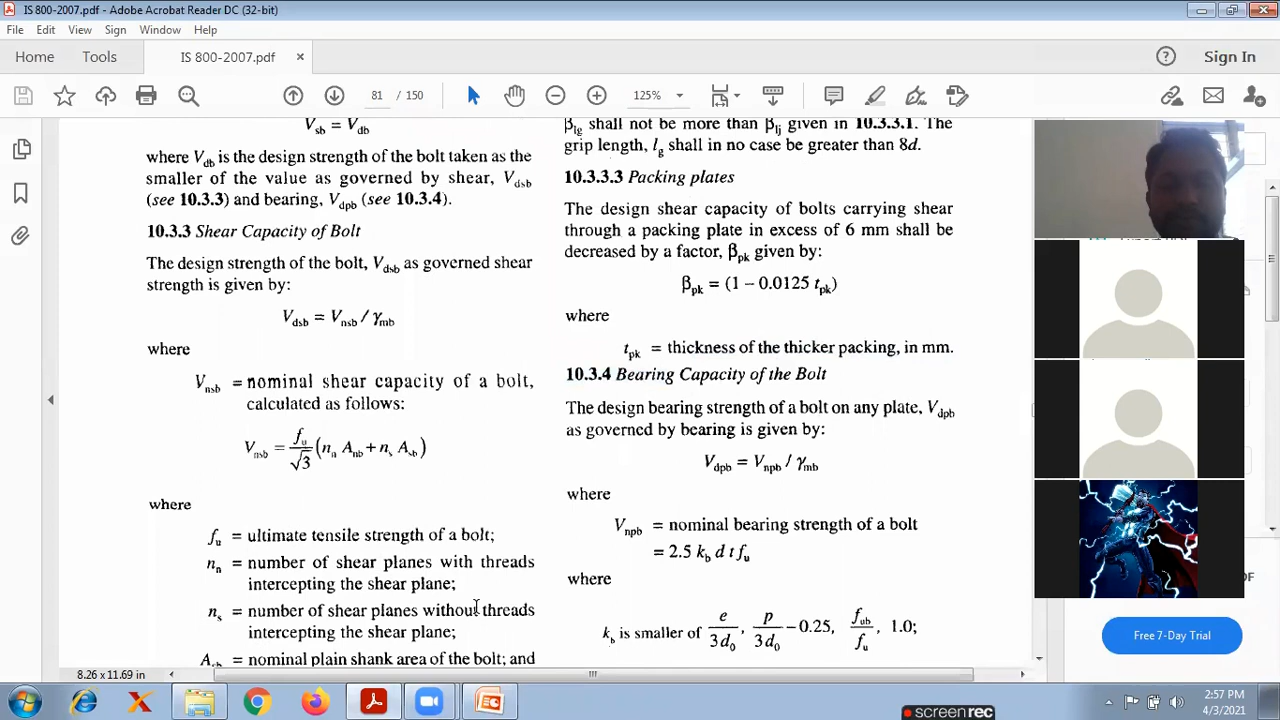 IS 800-2007.pdf - Adobe Acrobat Reader DC (32-bit)
File Edit View Sign Window Help
Home Tools IS 800-2007.pdf × Sign In
81 / 150 125%
V_sb = V_db
where V_db is the design strength of the bolt taken as the
smaller of the value as governed by shear, V_dsb
(see 10.3.3) and bearing, V_dpb (see 10.3.4).
10.3.3 Shear Capacity of Bolt
The design strength of the bolt, V_dsb as governed shear
strength is given by:
V_dsb = V_nsb / γ_mb
where
V_nsb = nominal shear capacity of a bolt,
calculated as follows:
V_nsb = f_u/√3 (n_n A_nb + n_s A_sb)
where
f_u = ultimate tensile strength of a bolt;
n_n = number of shear planes with threads
intercepting the shear plane;
n_s = number of shear planes without threads
intercepting the shear plane;
A_sb = nominal plain shank area of the bolt; and
β_lg shall not be more than β_lj given in 10.3.3.1. The
grip length, l_g shall in no case be greater than 8d.
10.3.3.3 Packing plates
The design shear capacity of bolts carrying shear
through a packing plate in excess of 6 mm shall be
decreased by a factor, β_pk given by:
β_pk = (1 – 0.0125 t_pk)
where
t_pk = thickness of the thicker packing, in mm.
10.3.4 Bearing Capacity of the Bolt
The design bearing strength of a bolt on any plate, V_dpb
as governed by bearing is given by:
V_dpb = V_npb / γ_mb
where
V_npb = nominal bearing strength of a bolt
= 2.5 k_b d t f_u
where
k_b is smaller of e/3d_0, p/3d_0 – 0.25, f_ub/f_u, 1.0;
Free 7-Day Trial
8.26 x 11.69 in
screenrec
2:57 PM
4/3/2021